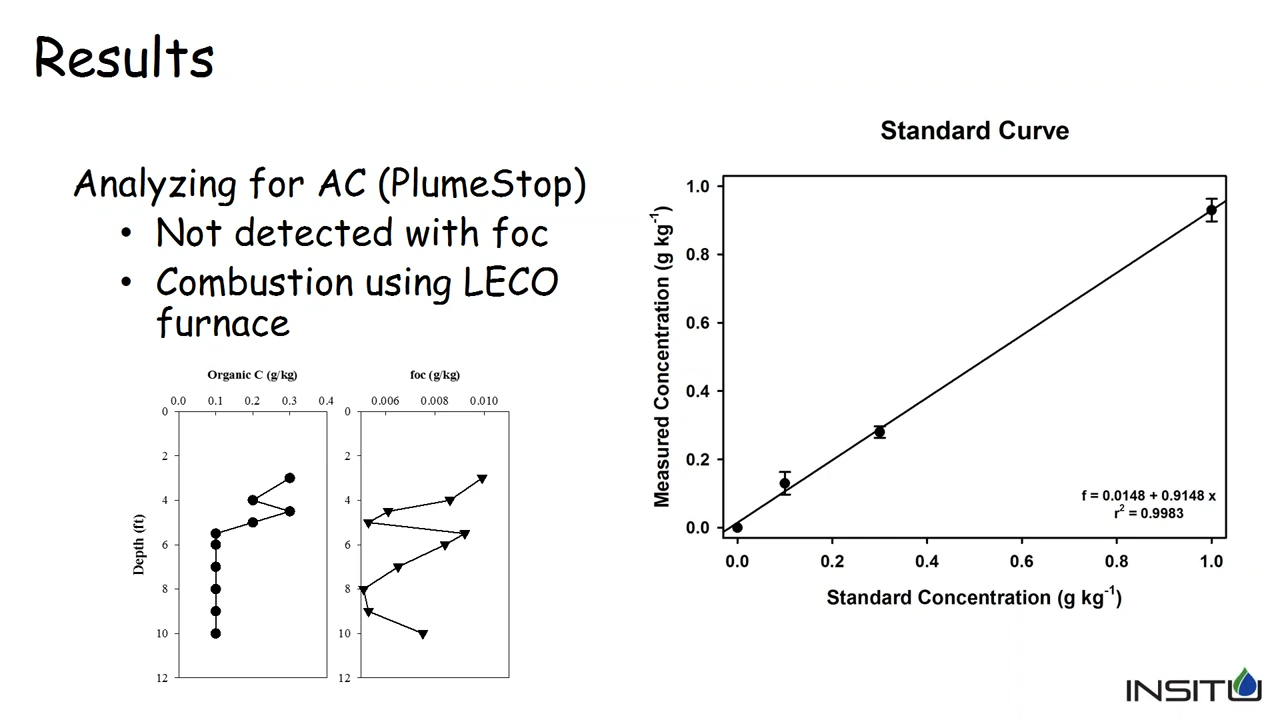 Results
Analyzing for AC (PlumeStop)
• Not detected with foc
• Combustion using LECO
furnace
Organic C (g/kg)
0.0 0.1 0.2 0.3 0.4
0
2
4
6
8
10
12
Depth (ft)
foc (g/kg)
0.006 0.008 0.010
0
2
4
6
8
10
12
Standard Curve
Measured Concentration (g kg-1)
1.0
0.8
0.6
0.4
0.2
0.0
f = 0.0148 + 0.9148 x
r2 = 0.9983
0.0 0.2 0.4 0.6 0.8 1.0
Standard Concentration (g kg-1)
INSITU